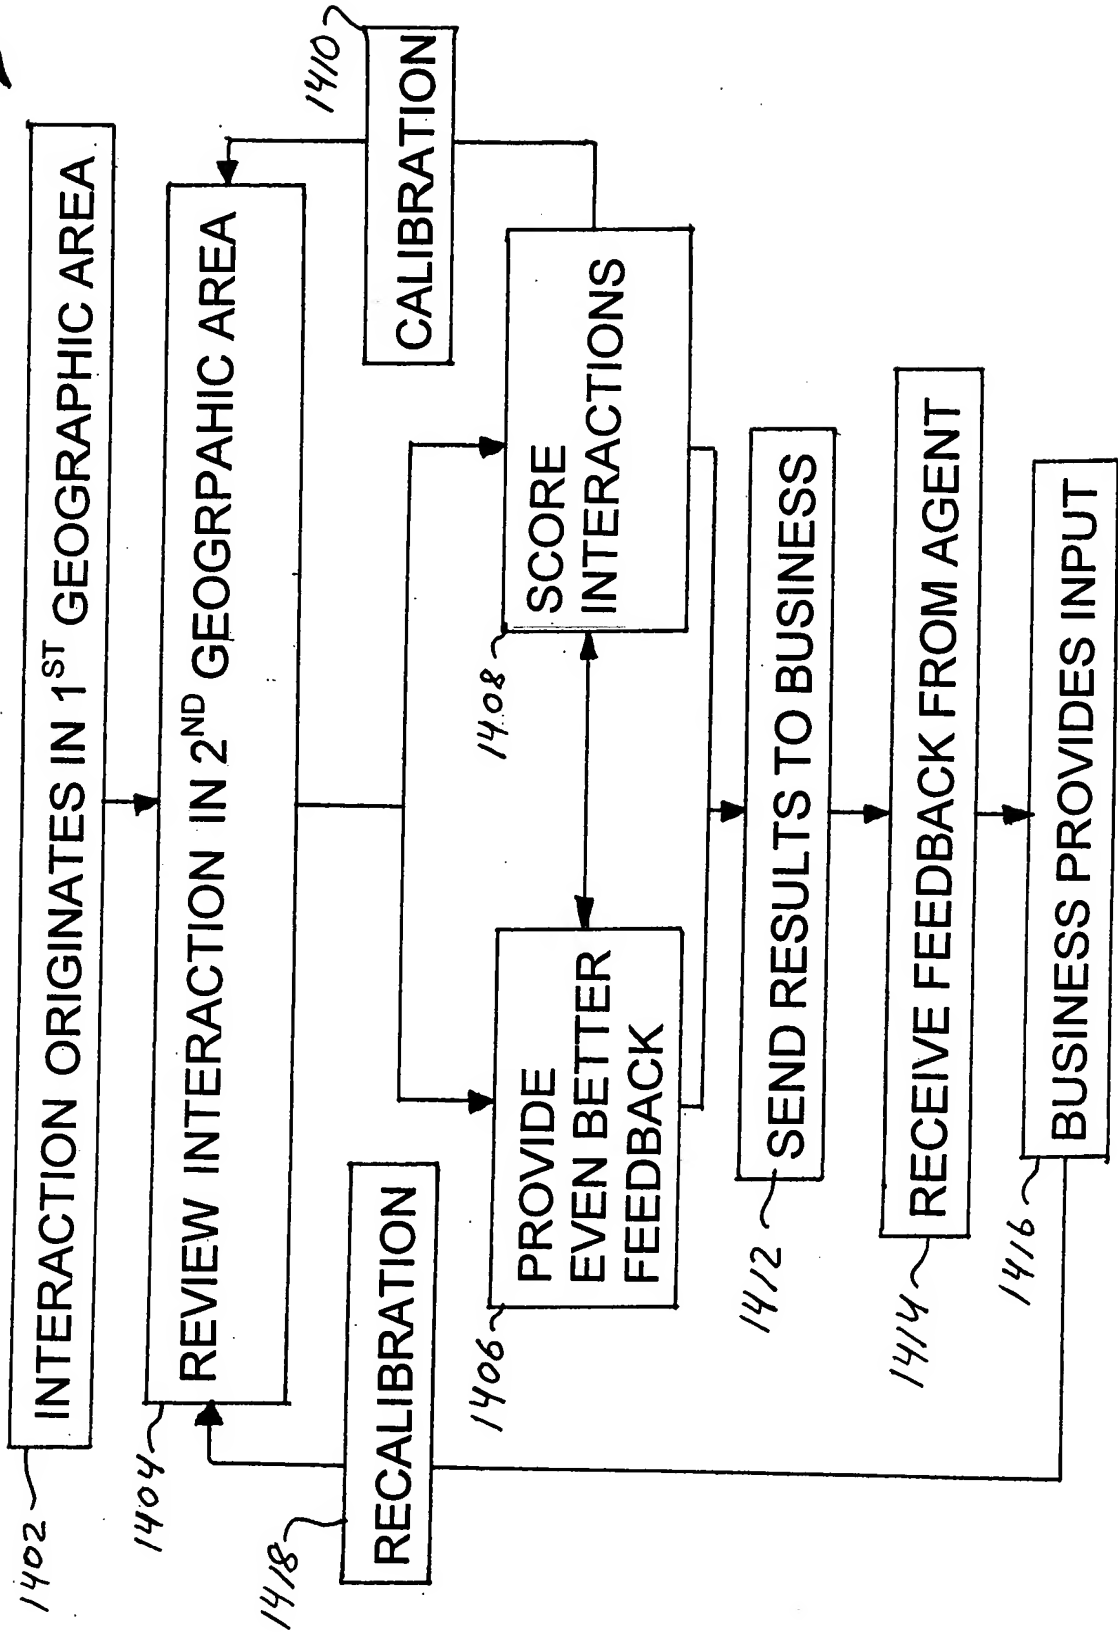 1402
INTERACTION ORIGINATES IN 1ST GEOGRAPHIC AREA
1404
REVIEW INTERACTION IN 2ND GEOGRPAHIC AREA
1418
RECALIBRATION
CALIBRATION
1410
1406
PROVIDE
EVEN BETTER
FEEDBACK
1408
SCORE
INTERACTIONS
1412
SEND RESULTS TO BUSINESS
1414
RECEIVE FEEDBACK FROM AGENT
1416
BUSINESS PROVIDES INPUT